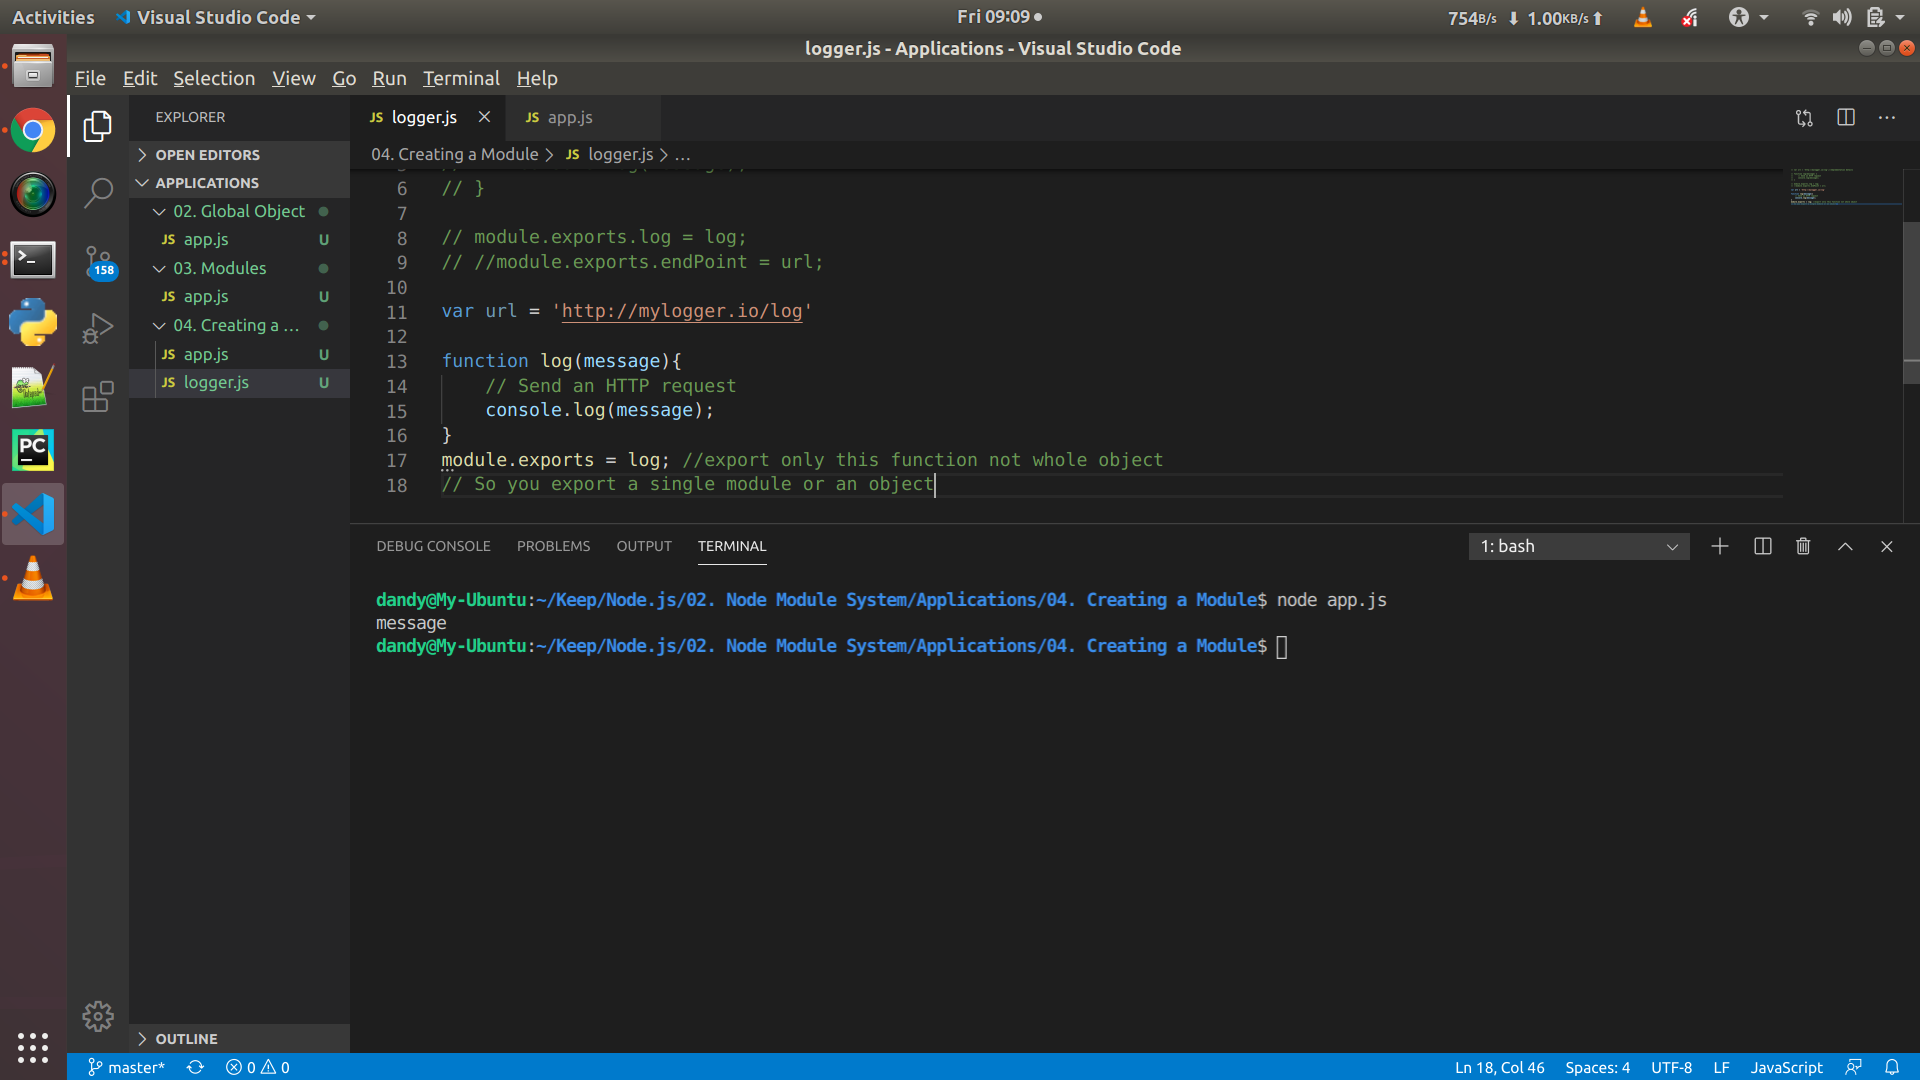 Activities Visual Studio Code Fri 09:09 754B/s 1.00KB/s
logger.js - Applications - Visual Studio Code
File Edit Selection View Go Run Terminal Help
EXPLORER
OPEN EDITORS
APPLICATIONS
02. Global Object
JS app.js U
03. Modules
JS app.js U
04. Creating a ...
JS app.js U
JS logger.js U
OUTLINE
158
PC
JS logger.js JS app.js
04. Creating a Module > JS logger.js > ...
6 // }
7
8 // module.exports.log = log;
9 // //module.exports.endPoint = url;
10
11 var url = 'http://mylogger.io/log'
12
13 function log(message){
14 // Send an HTTP request
15 console.log(message);
16 }
17 module.exports = log; //export only this function not whole object
18 // So you export a single module or an object
DEBUG CONSOLE PROBLEMS OUTPUT TERMINAL 1: bash
dandy@My-Ubuntu:~/Keep/Node.js/02. Node Module System/Applications/04. Creating a Module$ node app.js
message
dandy@My-Ubuntu:~/Keep/Node.js/02. Node Module System/Applications/04. Creating a Module$
master* 0 0 Ln 18, Col 46 Spaces: 4 UTF-8 LF JavaScript